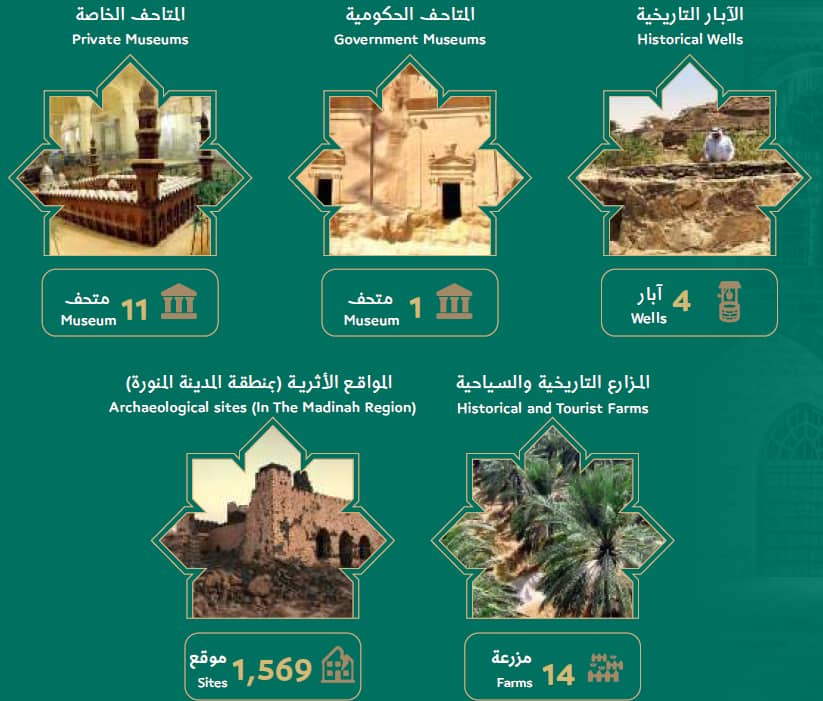 الآبار التاريخية
Historical Wells
المتاحف الحكومية
Government Museums
المتاحف الخاصة
Private Museums
4 آبار
Wells
1 متحف
Museum
11 متحف
Museum
المزارع التاريخية والسياحية
Historical and Tourist Farms
المواقع الأثرية (بمنطقة المدينة المنورة)
Archaeological sites (In The Madinah Region)
14 مزرعة
Farms
1,569 موقع
Sites